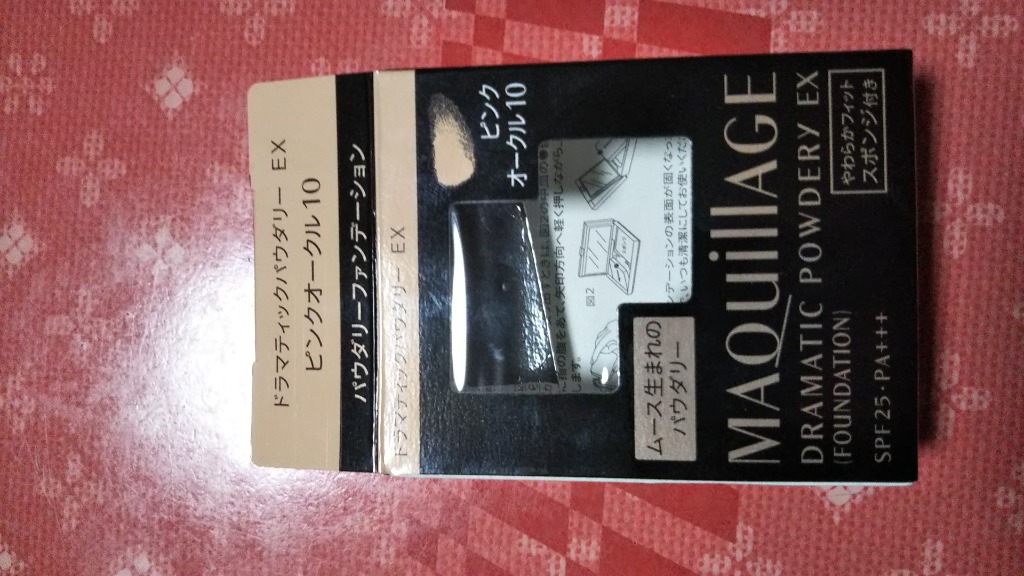 ドラマティックパウダリー EX
ピンクオークル10
パウダリーファンデーション
ドラマティックパウダリー EX
ピンク
オークル10
図2
ムース生まれの
パウダリー
MAQuillAGE
DRAMATIC POWDERY EX
(FOUNDATION)
SPF25・PA+++
やわらかフィット
スポンジ付き